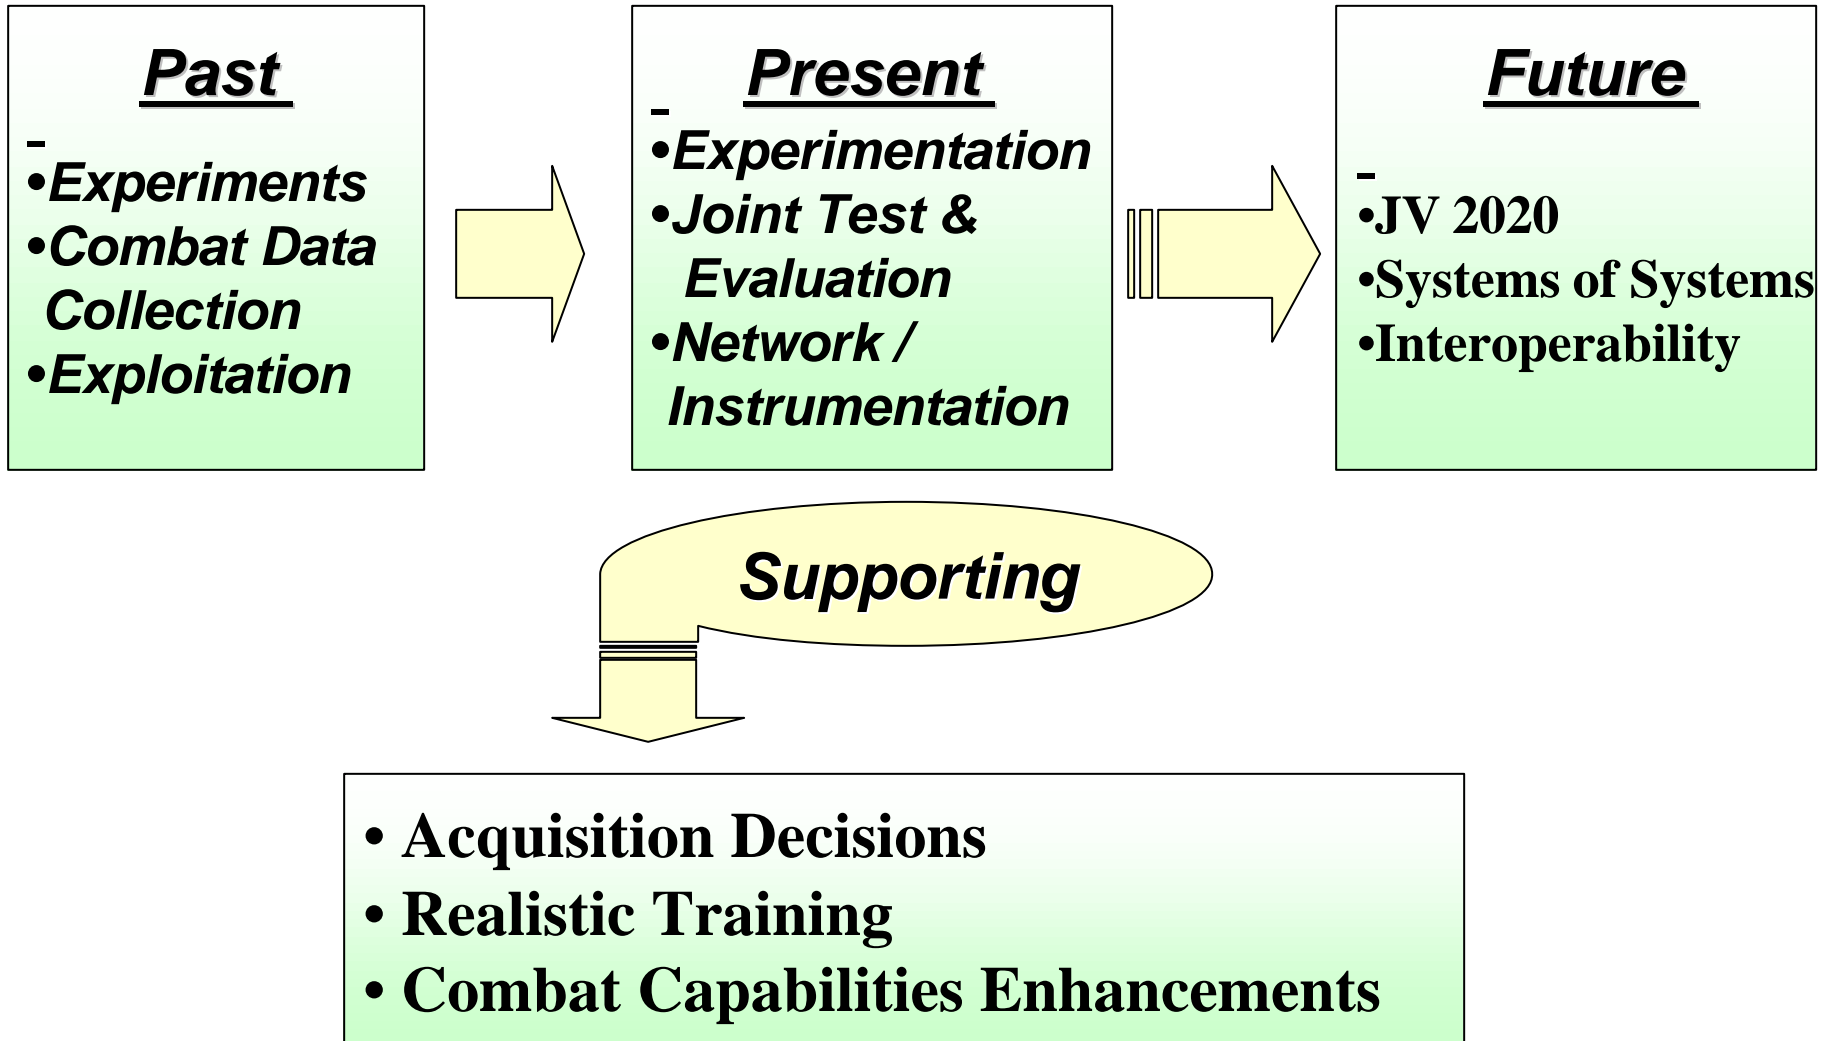 Past
•Experiments
•Combat Data
Collection
•Exploitation
Present
•Experimentation
•Joint Test &
Evaluation
•Network /
Instrumentation
Future
•JV 2020
•Systems of Systems
•Interoperability
Supporting
• Acquisition Decisions
• Realistic Training
• Combat Capabilities Enhancements